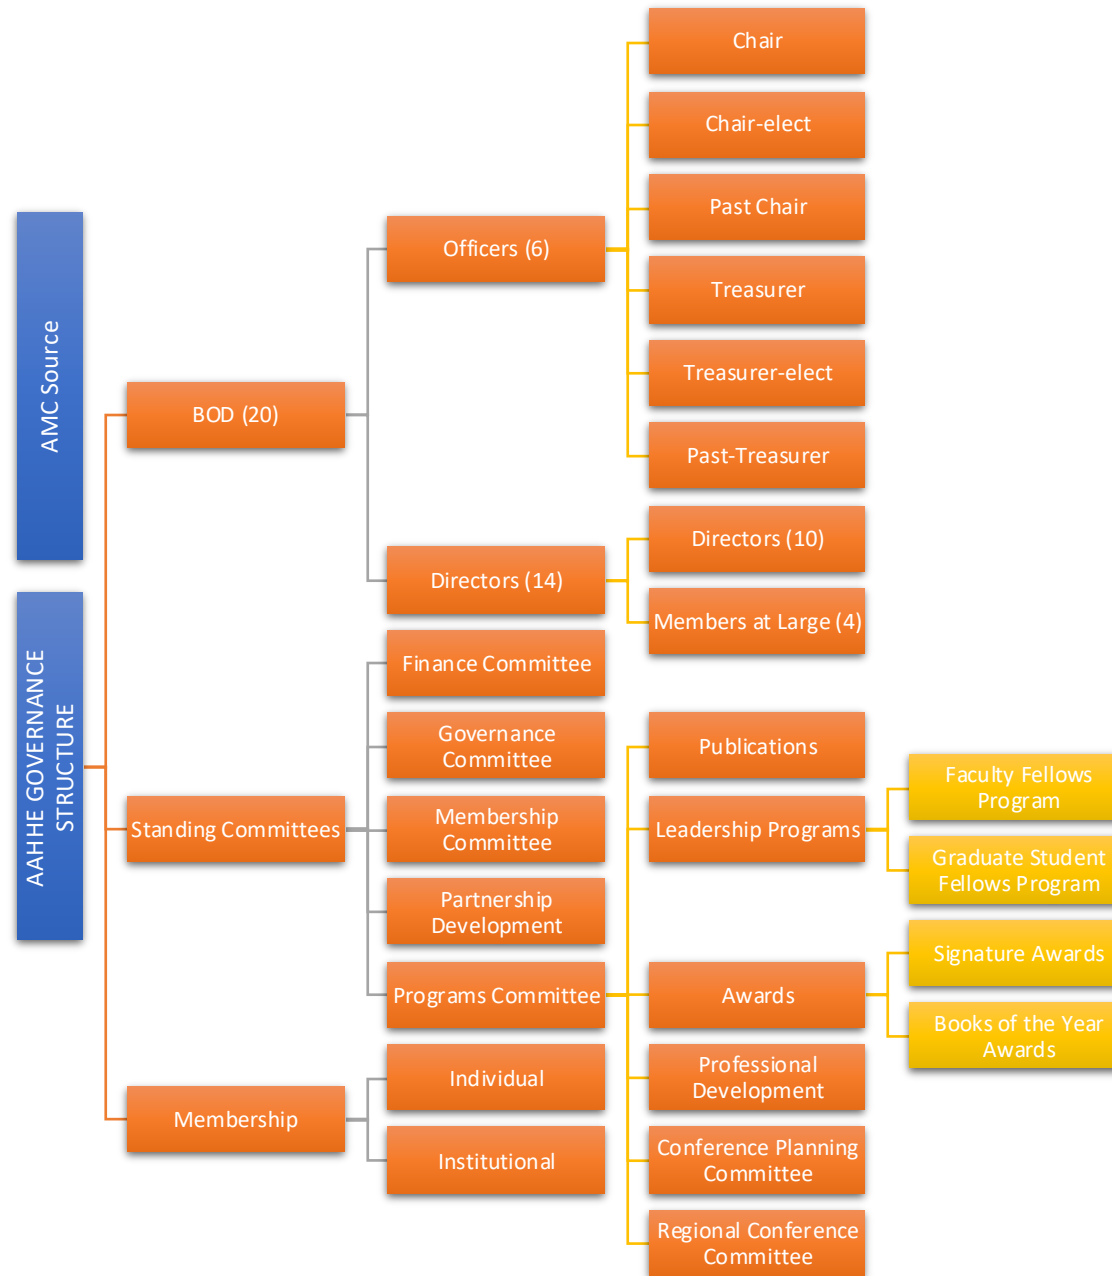 AMC Source
AAHHE GOVERNANCE
STRUCTURE
BOD (20)
Officers (6)
Chair
Chair-elect
Past Chair
Treasurer
Treasurer-elect
Past-Treasurer
Directors (14)
Directors (10)
Members at Large (4)
Standing Committees
Finance Committee
Governance
Committee
Membership
Committee
Partnership
Development
Programs Committee
Publications
Leadership Programs
Faculty Fellows
Program
Graduate Student
Fellows Program
Awards
Signature Awards
Books of the Year
Awards
Professional
Development
Conference Planning
Committee
Regional Conference
Committee
Membership
Individual
Institutional